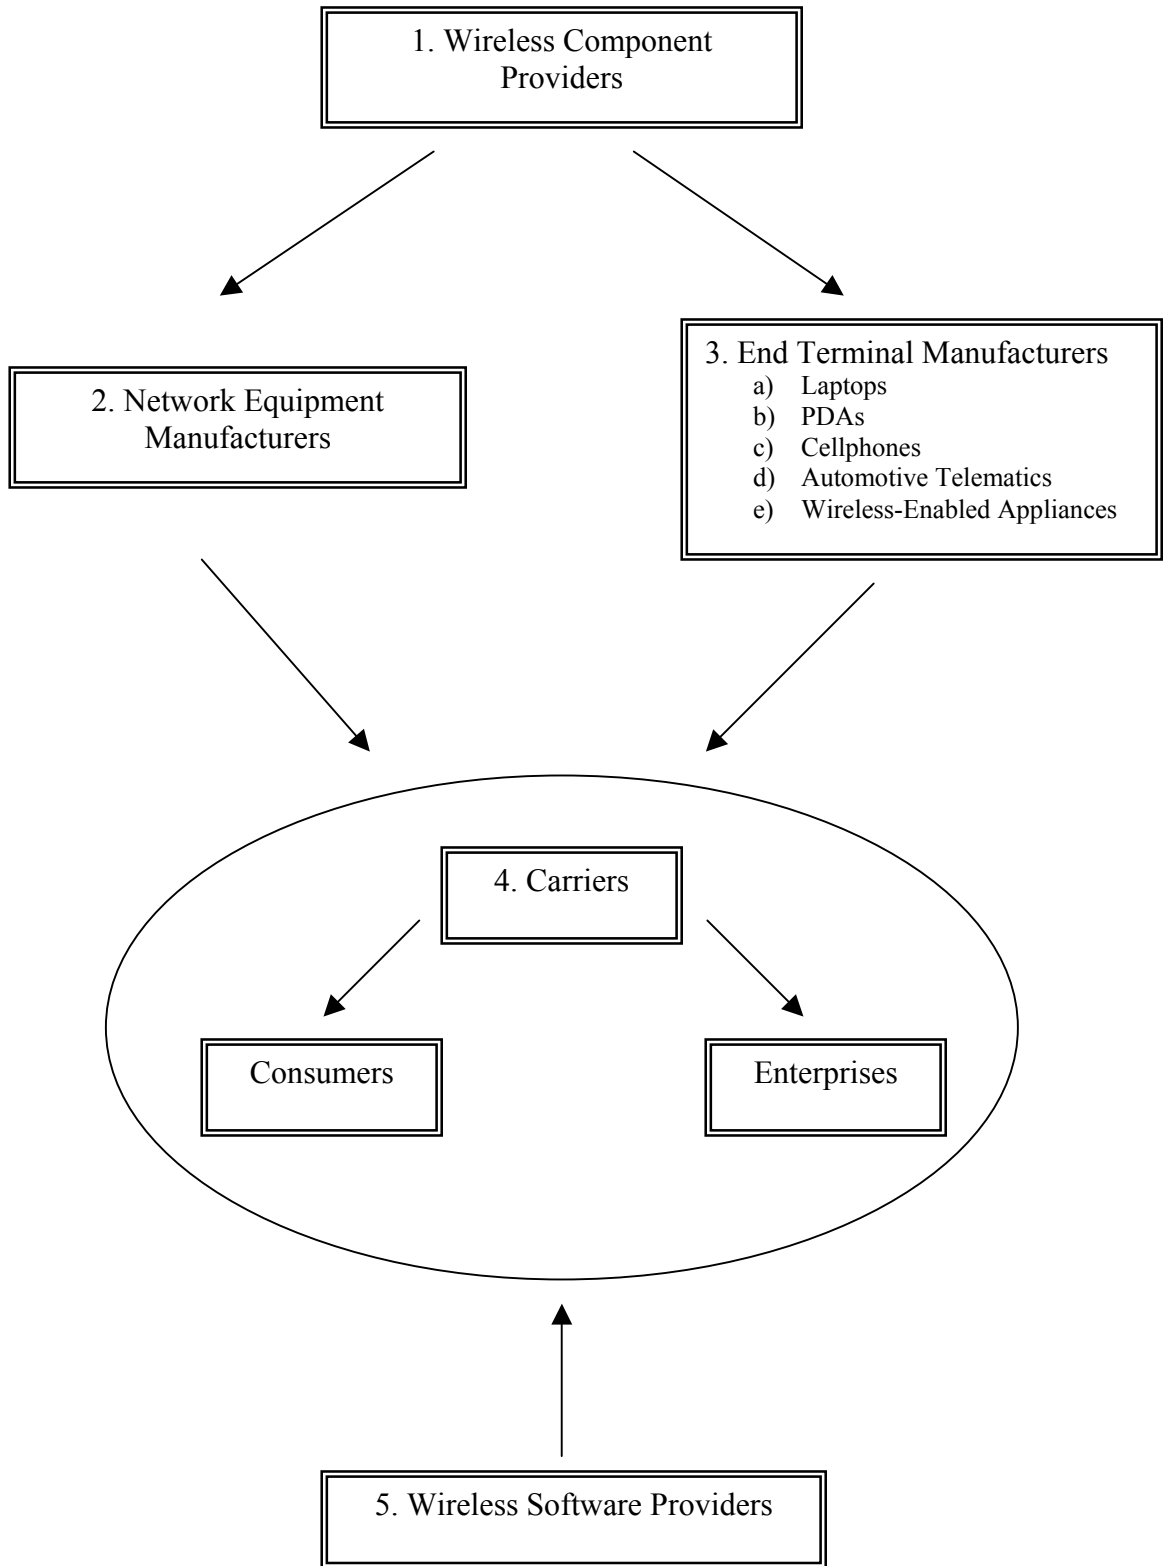 1. Wireless Component
Providers
2. Network Equipment
Manufacturers
3. End Terminal Manufacturers
a) Laptops
b) PDAs
c) Cellphones
d) Automotive Telematics
e) Wireless-Enabled Appliances
4. Carriers
Consumers
Enterprises
5. Wireless Software Providers